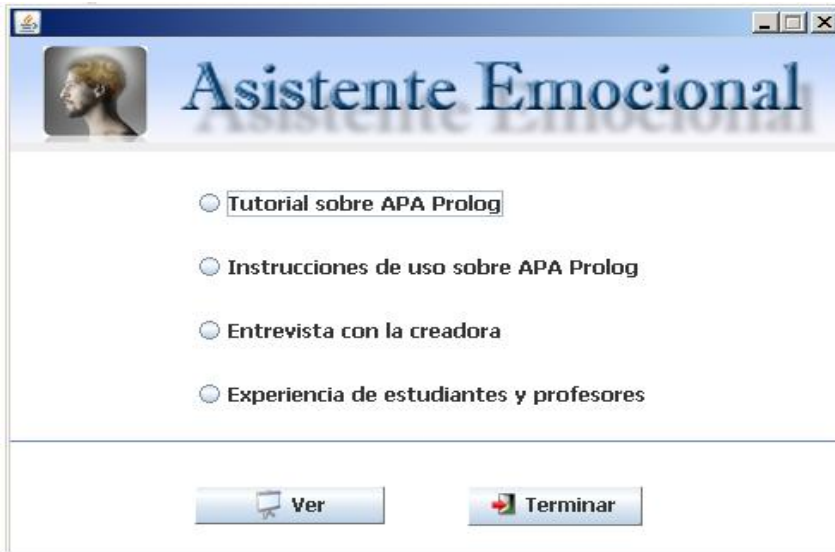 Asistente Emocional
Tutorial sobre APA Prolog
Instrucciones de uso sobre APA Prolog
Entrevista con la creadora
Experiencia de estudiantes y profesores
Ver
Terminar